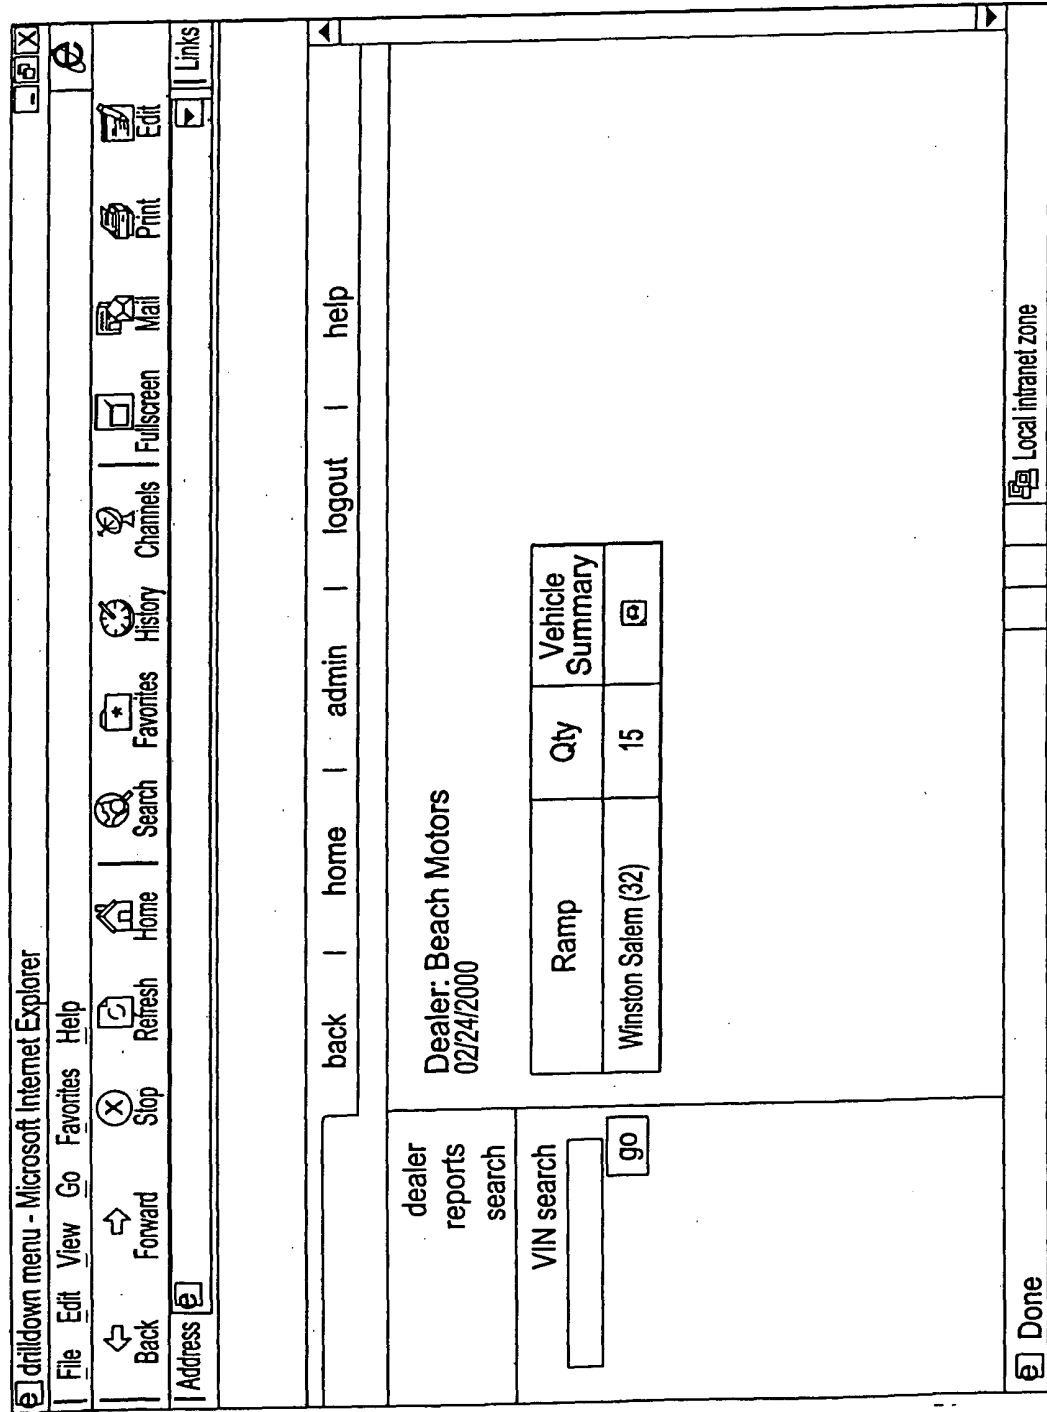 drilldown menu - Microsoft Internet Explorer
File Edit View Go Favorites Help
Back Forward Stop Refresh Home Search Favorites History Channels Fullscreen Mail Print Edit
Address Links
back | home | admin | logout | help
dealer
reports
search
VIN search
go
Dealer: Beach Motors
02/24/2000
Ramp Qty Vehicle
Summary
Winston Salem (32) 15
Done Local intranet zone